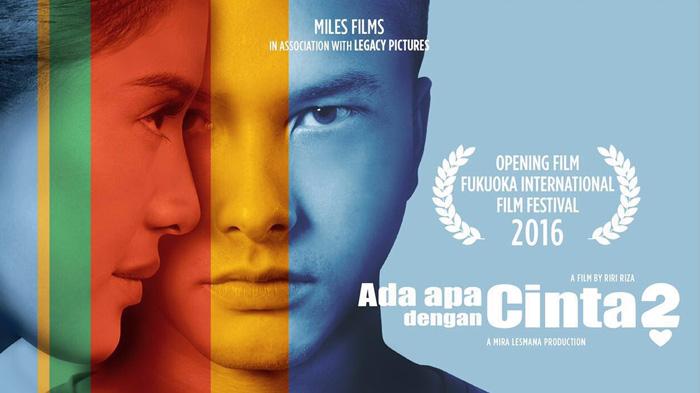 MILES FILMS
IN ASSOCIATION WITH LEGACY PICTURES
OPENING FILM
FUKUOKA INTERNATIONAL
FILM FESTIVAL
2016
A FILM BY RIRI RIZA
Ada apa
dengan Cinta?
A MIRA LESMANA PRODUCTION